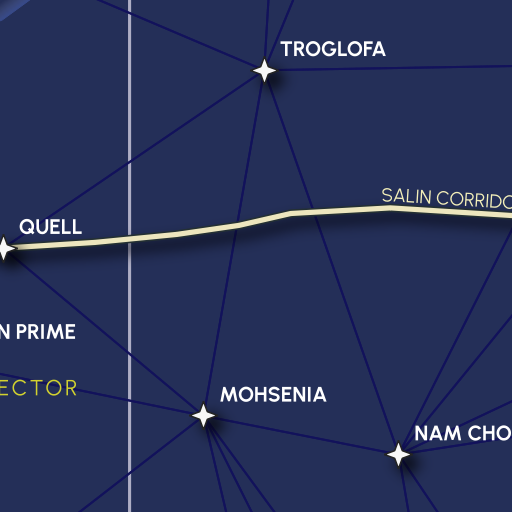 TROGLOFA
SALIN CORRIDO
QUELL
N PRIME
ECTOR
MOHSENIA
NAM CHO